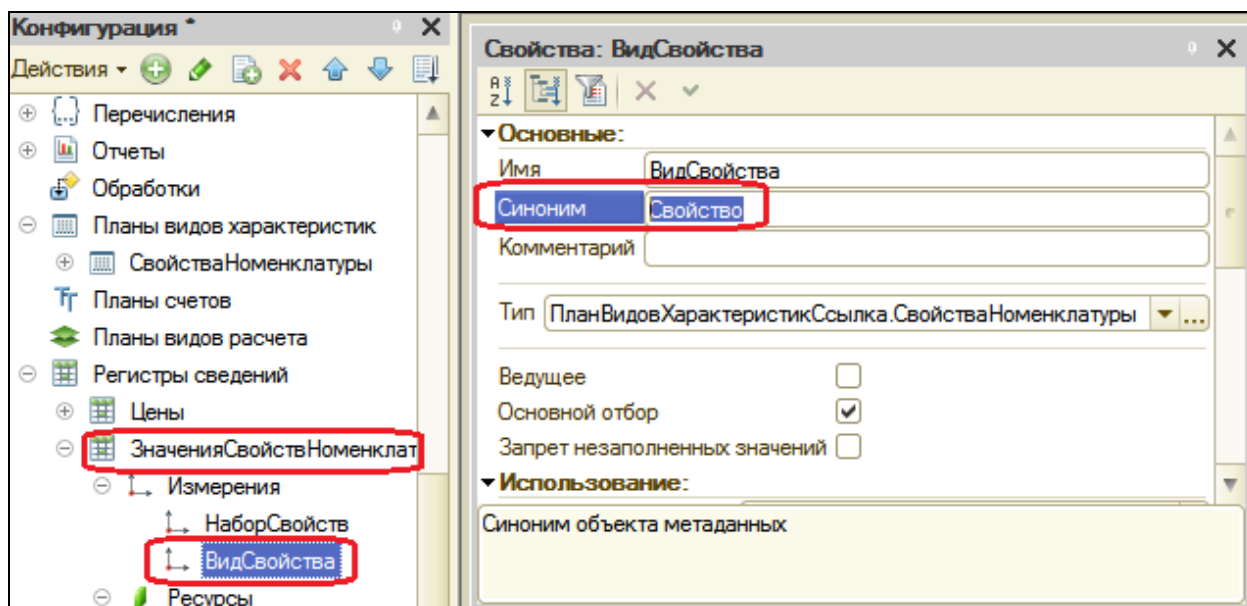 Конфигурация *
Действия
Перечисления
Отчеты
Обработки
Планы видов характеристик
СвойстваНоменклатуры
Планы счетов
Планы видов расчета
Регистры сведений
Цены
ЗначенияСвойствНоменклат
Измерения
НаборСвойств
ВидСвойства
Ресурсы
Свойства: ВидСвойства
Основные:
Имя ВидСвойства
Синоним Свойство
Комментарий
Тип ПланВидовХарактеристикСсылка.СвойстваНоменклатуры ...
Ведущее
Основной отбор
Запрет незаполненных значений
Использование:
Синоним объекта метаданных